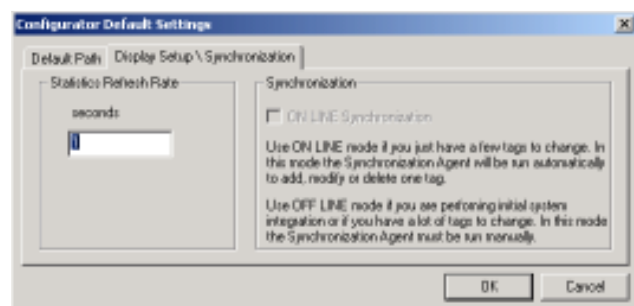 Configurator Default Settings
Default Path
Display Setup \ Synchronization
Statistics Refresh Rate
seconds
1
Synchronization
ON LINE Synchronization
Use ON LINE mode if you just have a few tags to change. In
this mode the Synchronization Agent will be run automatically
to add, modify or delete one tag.
Use OFF LINE mode if you are performing initial system
integration or if you have a lot of tags to change. In this mode
the Synchronization Agent must be run manually.
OK
Cancel